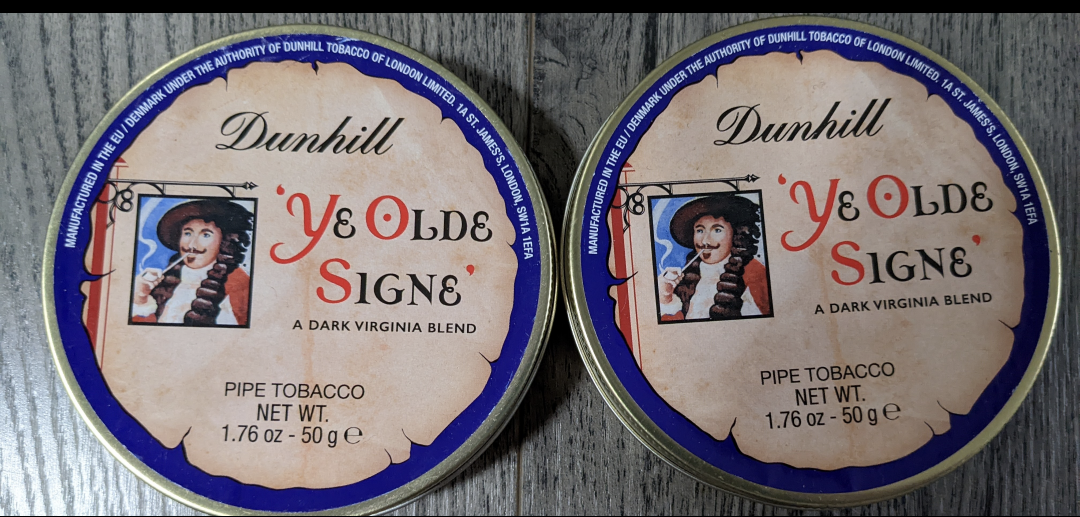 MANUFACTURED IN THE EU / DENMARK UNDER THE AUTHORITY OF DUNHILL TOBACCO OF LONDON LIMITED. 1A ST. JAMES'S, LONDON, SW1A 1EFA
Dunhill
'YE OLDE
SIGNE'
A DARK VIRGINIA BLEND
PIPE TOBACCO
NET WT.
1.76 oz - 50 g ℮
MANUFACTURED IN THE EU / DENMARK UNDER THE AUTHORITY OF DUNHILL TOBACCO OF LONDON LIMITED. 1A ST. JAMES'S, LONDON, SW1A 1EFA
Dunhill
'YE OLDE
SIGNE'
A DARK VIRGINIA BLEND
PIPE TOBACCO
NET WT.
1.76 oz - 50 g ℮